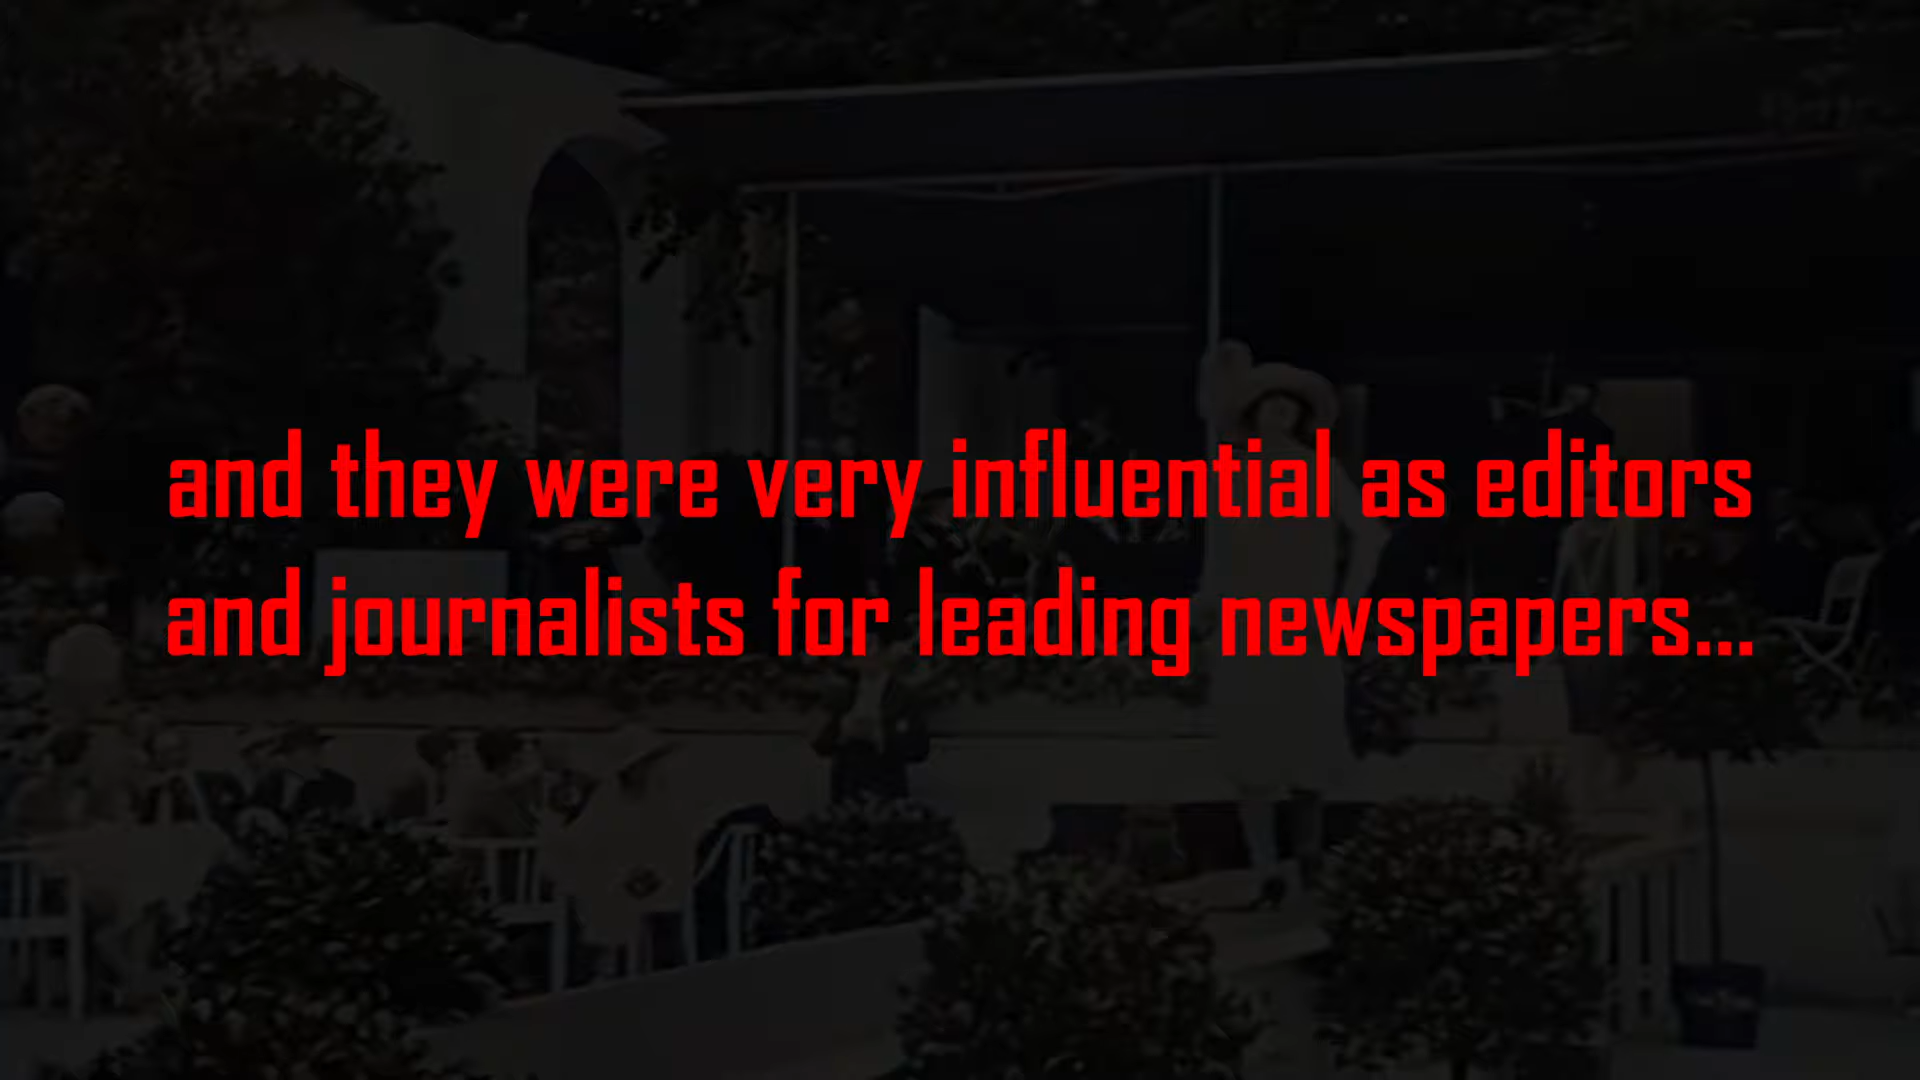 and they were very influential as editors
and journalists for leading newspapers...